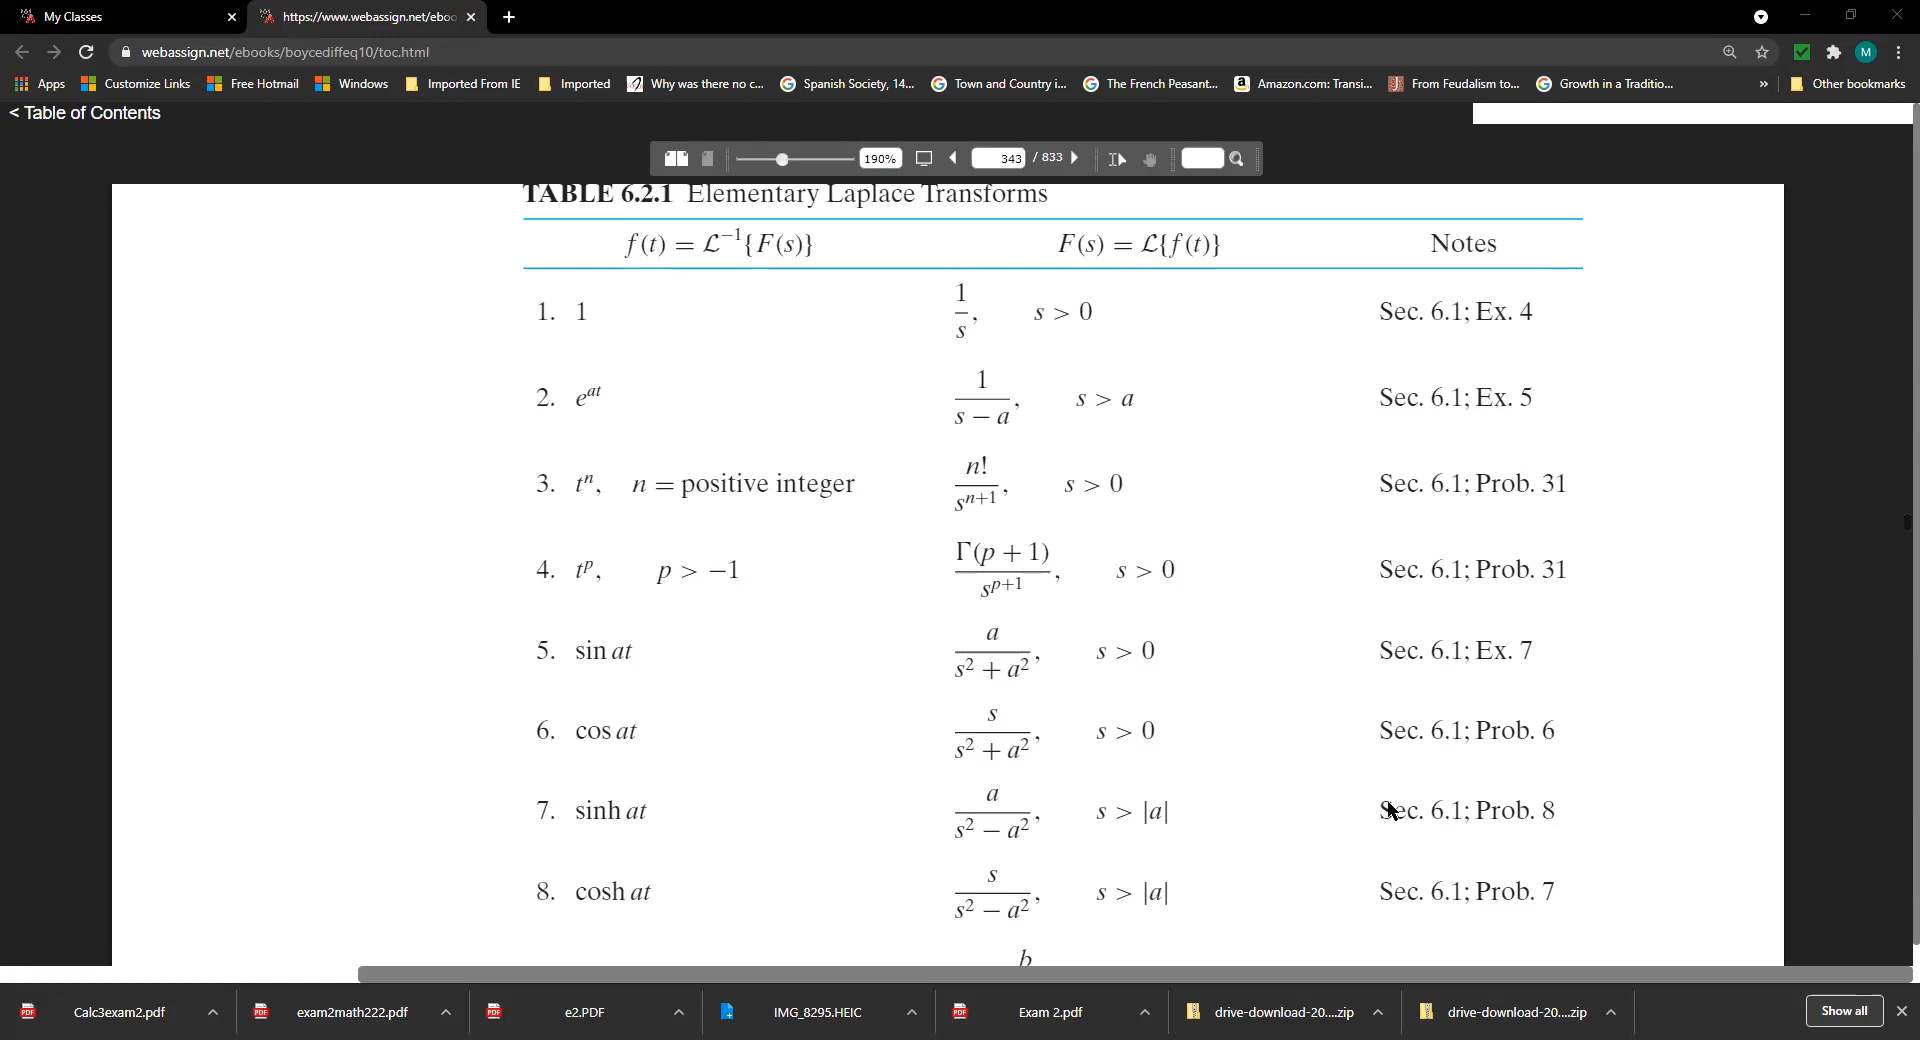 My Classes
https://www.webassign.net/eboo
webassign.net/ebooks/boycediffeq10/toc.html
M
Apps Customize Links Free Hotmail Windows Imported From IE Imported Why was there no c... Spanish Society, 14... Town and Country i... The French Peasant... Amazon.com: Transi... From Feudalism to... Growth in a Traditio... » Other bookmarks
< Table of Contents
190% 343 / 833
TABLE 6.2.1 Elementary Laplace Transforms
f(t) = ℒ⁻¹{F(s)} F(s) = ℒ{f(t)} Notes
1. 1 1/s, s > 0 Sec. 6.1; Ex. 4
2. e^{at} 1/(s − a), s > a Sec. 6.1; Ex. 5
3. tⁿ, n = positive integer n!/s^{n+1}, s > 0 Sec. 6.1; Prob. 31
4. t^p, p > −1 Γ(p + 1)/s^{p+1}, s > 0 Sec. 6.1; Prob. 31
5. sin at a/(s² + a²), s > 0 Sec. 6.1; Ex. 7
6. cos at s/(s² + a²), s > 0 Sec. 6.1; Prob. 6
7. sinh at a/(s² − a²), s > |a| Sec. 6.1; Prob. 8
8. cosh at s/(s² − a²), s > |a| Sec. 6.1; Prob. 7
b
Calc3exam2.pdf exam2math222.pdf e2.PDF IMG_8295.HEIC Exam 2.pdf drive-download-20....zip drive-download-20....zip Show all